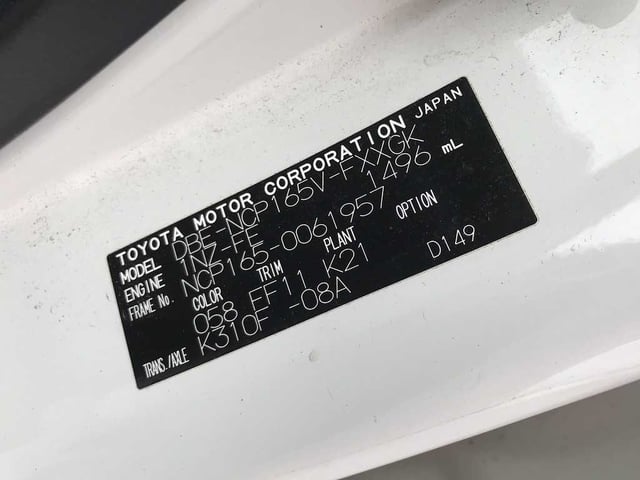 TOYOTA MOTOR CORPORATION JAPAN
MODEL DBE-NCP165V-FXXGK
ENGINE 1NZ-FE 1496 mL
FRAME No. NCP165-0061957
COLOR TRIM PLANT OPTION
058 FF11 K21 D149
TRANS./AXLE K310F -08A